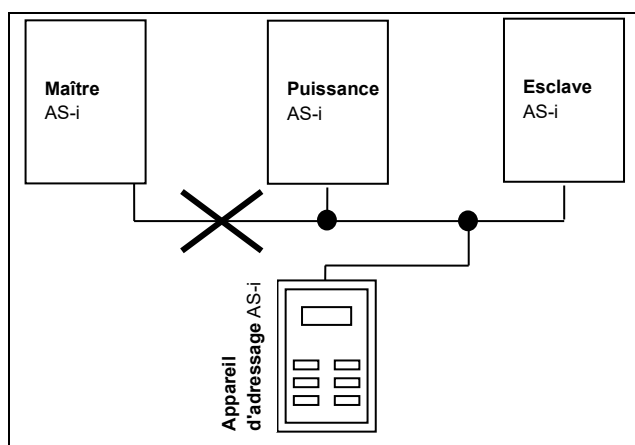 Maître
AS-i
Puissance
AS-i
Esclave
AS-i
Appareil
d'adressage AS-i